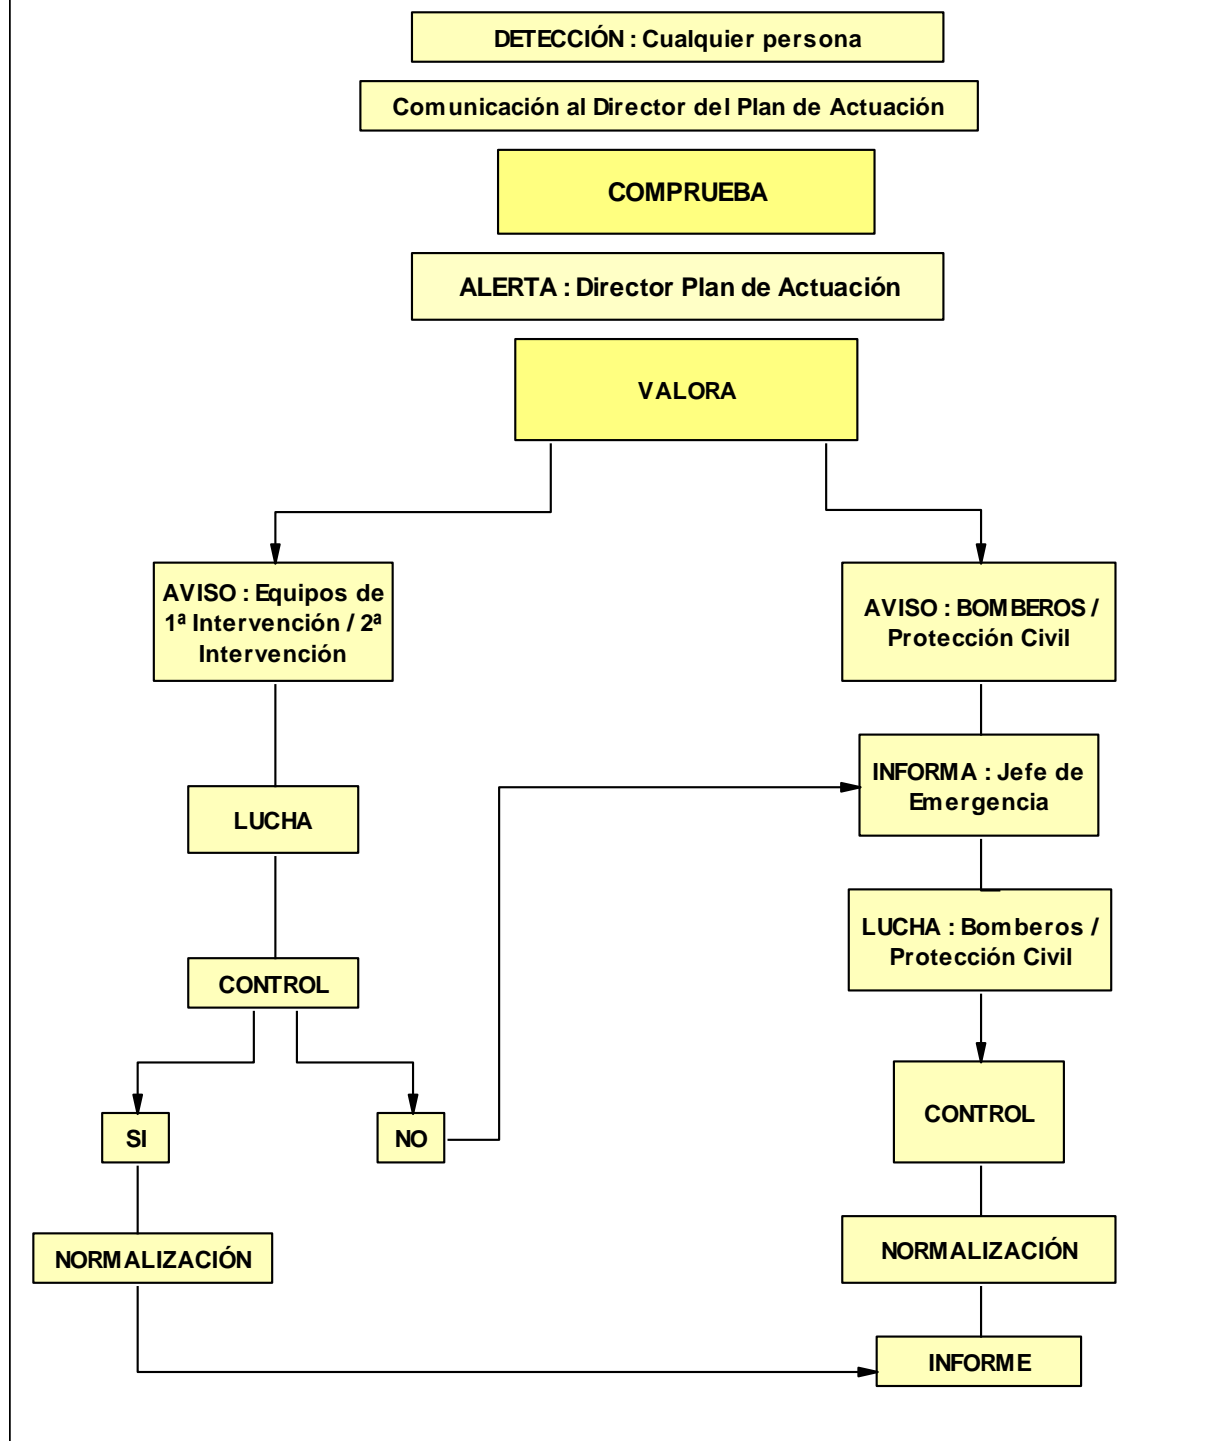 DETECCIÓN : Cualquier persona
Comunicación al Director del Plan de Actuación
COMPRUEBA
ALERTA : Director Plan de Actuación
VALORA
AVISO : Equipos de
1ª Intervención / 2ª
Intervención
AVISO : BOMBEROS /
Protección Civil
INFORMA : Jefe de
Emergencia
LUCHA
LUCHA : Bomberos /
Protección Civil
CONTROL
CONTROL
SI
NO
NORMALIZACIÓN
NORMALIZACIÓN
INFORME